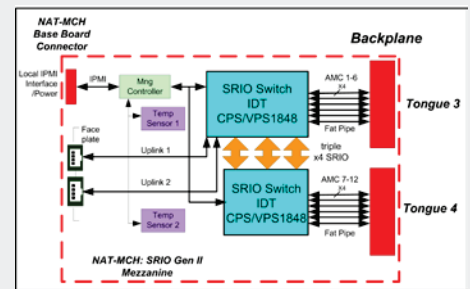 NAT-MCH
Base Board
Connector
Backplane
Local IPMI
Interface
/Power
IPMI
Mng
Controller
SRIO Switch
IDT
CPS/VPS1848
AMC 1-6
X4
Tongue 3
Temp
Sensor 1
Face
plate
Uplink 1
Fat Pipe
triple
x4 SRIO
Uplink 2
SRIO Switch
IDT
CPS/VPS1848
AMC 7-12
X4
Tongue 4
Temp
Sensor 2
Fat Pipe
NAT-MCH: SRIO Gen II
Mezzanine